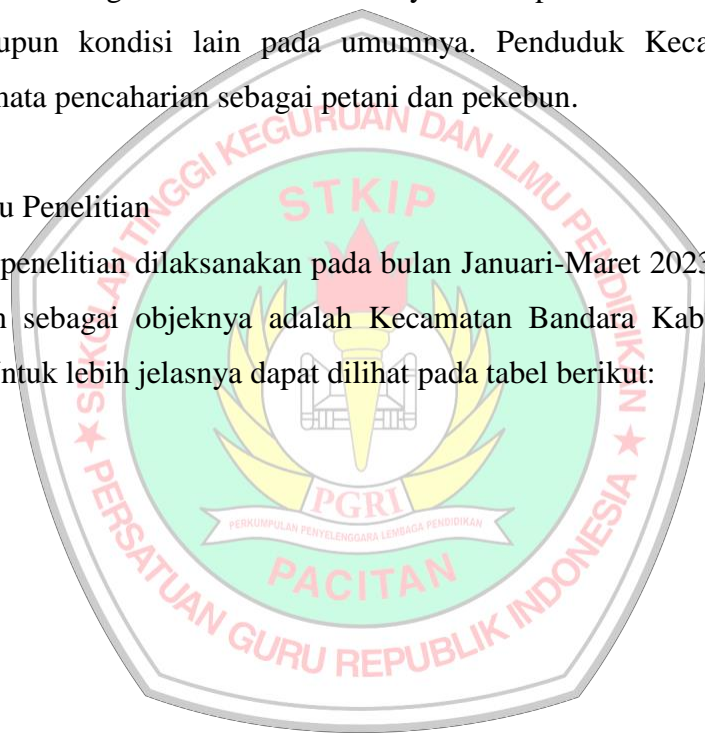 upun kondisi lain pada umumnya. Penduduk Keca
mata pencaharian sebagai petani dan pekebun.
u Penelitian
penelitian dilaksanakan pada bulan Januari-Maret 2023
n sebagai objeknya adalah Kecamatan Bandara Kab
Untuk lebih jelasnya dapat dilihat pada tabel berikut:
SEKOLAH TINGGI KEGURUAN DAN ILMU PENDIDIKAN
STKIP
PGRI
PERKUMPULAN PENYELENGGARA LEMBAGA PENDIDIKAN
PACITAN
PERSATUAN GURU REPUBLIK INDONESIA